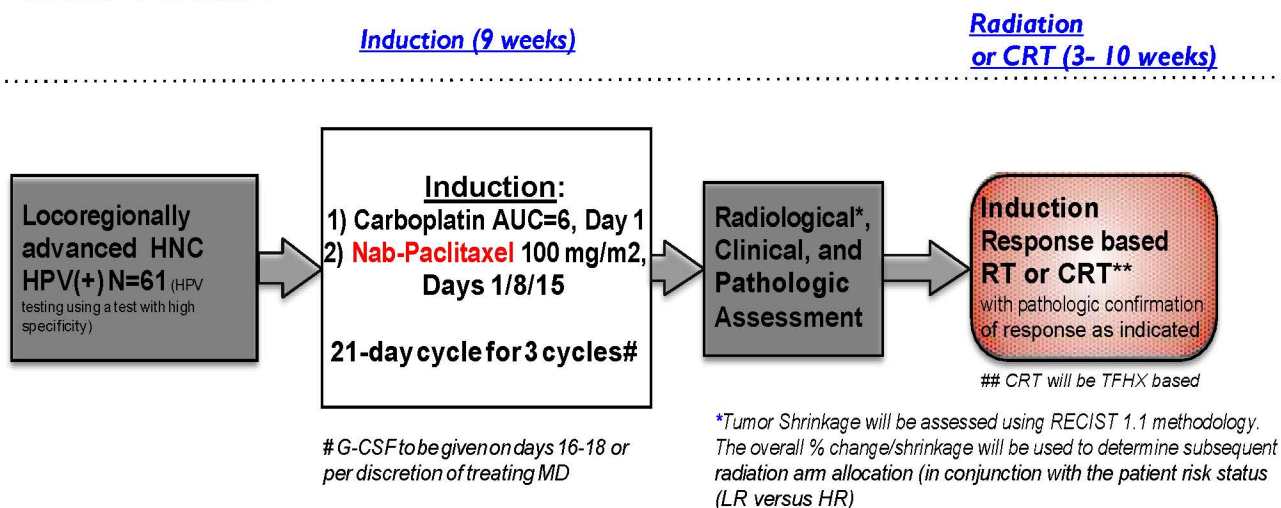 Induction (9 weeks)
Radiation
or CRT (3- 10 weeks)
Locoregionally
advanced HNC
HPV(+) N=61 (HPV
testing using a test with high
specificity)
Induction:
1) Carboplatin AUC=6, Day 1
2) Nab-Paclitaxel 100 mg/m2,
Days 1/8/15
21-day cycle for 3 cycles#
# G-CSF to be given on days 16-18 or
per discretion of treating MD
Radiological*,
Clinical, and
Pathologic
Assessment
Induction
Response based
RT or CRT**
with pathologic confirmation
of response as indicated
## CRT will be TFHX based
*Tumor Shrinkage will be assessed using RECIST 1.1 methodology.
The overall % change/shrinkage will be used to determine subsequent
radiation arm allocation (in conjunction with the patient risk status
(LR versus HR)